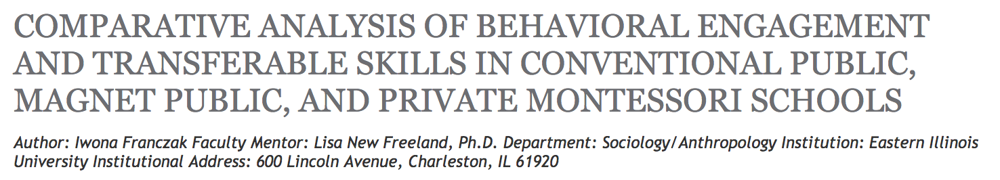 COMPARATIVE ANALYSIS OF BEHAVIORAL ENGAGEMENT
AND TRANSFERABLE SKILLS IN CONVENTIONAL PUBLIC,
MAGNET PUBLIC, AND PRIVATE MONTESSORI SCHOOLS
Author: Iwona Franczak Faculty Mentor: Lisa New Freeland, Ph.D. Department: Sociology/Anthropology Institution: Eastern Illinois
University Institutional Address: 600 Lincoln Avenue, Charleston, IL 61920